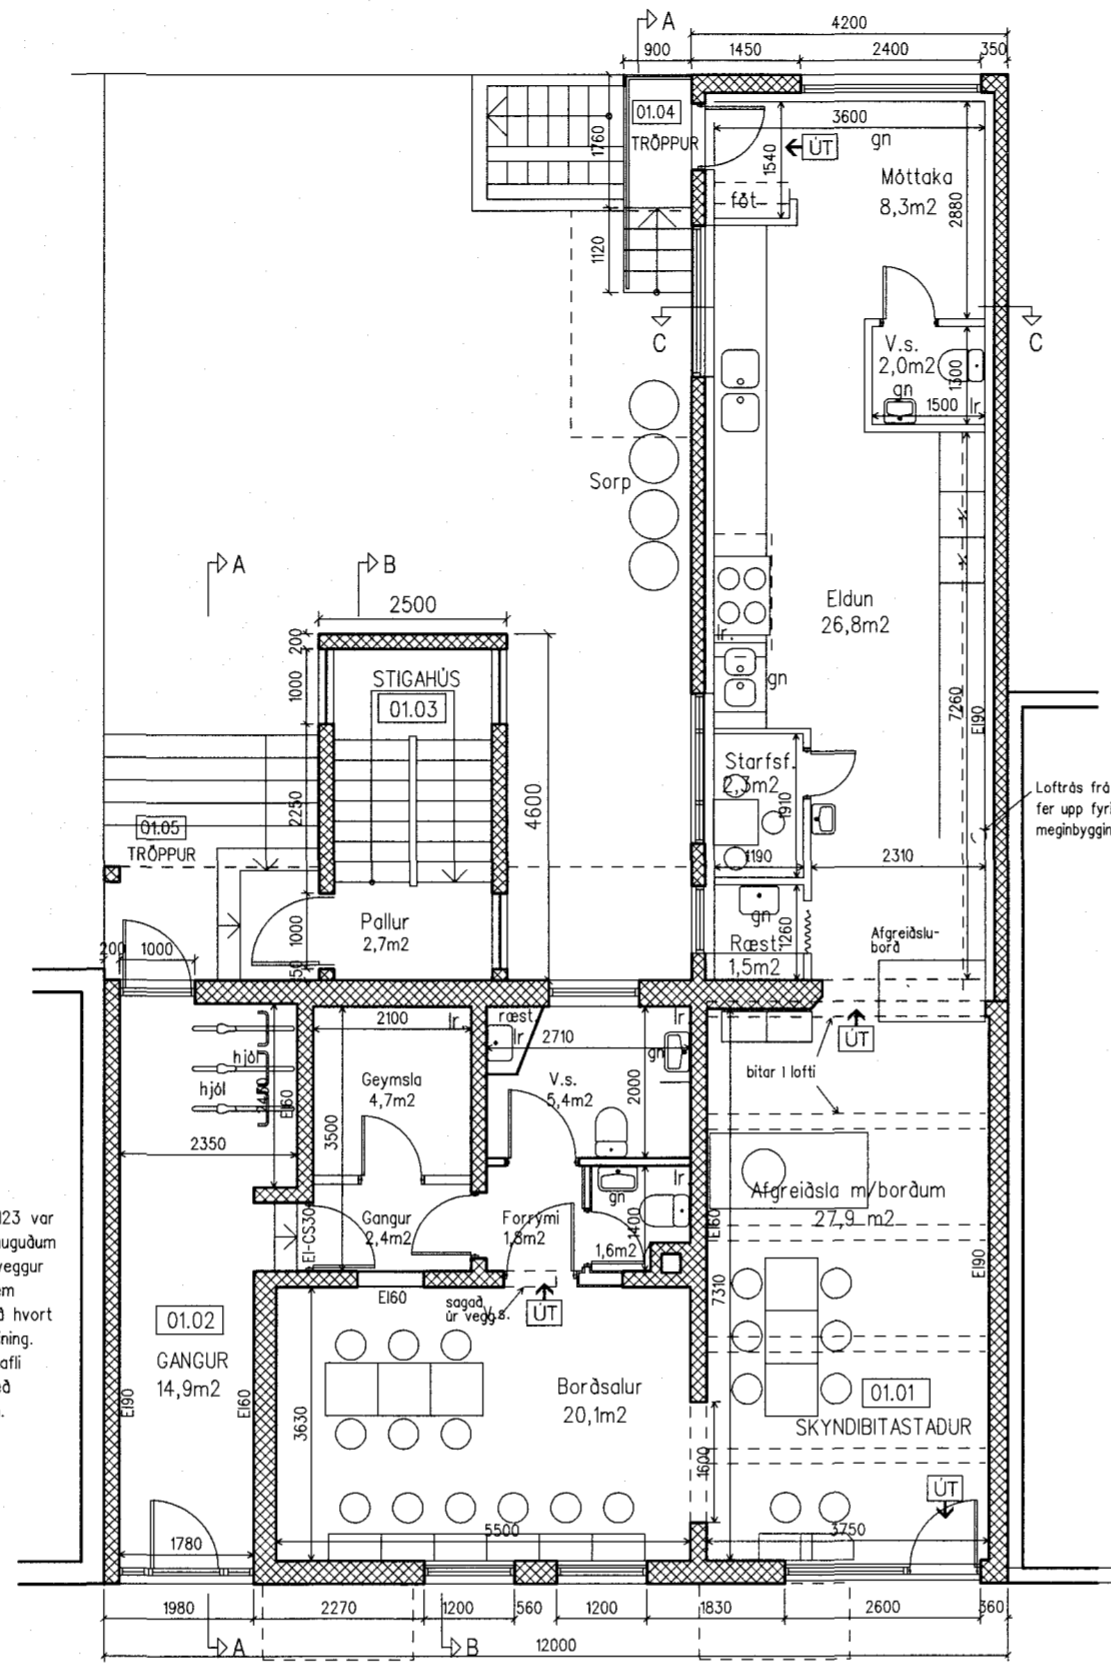 A
4200
900
1450
2400
350
01.04
TRÖPPUR
1760
1540
ÚT
3600
gn
Móttaka
8,3m2
2880
föt
1120
C
C
V.s.
2,0m2
gn
1300
1500
lr
Sorp
A
B
2500
200
1000
STIGAHÚS
01.03
4600
2250
Eldun
26,8m2
lr.
gn
7260
EI90
Starfsf.
2,3m2
1910
1190
2310
Loftrás frá
fer upp fyri
meginbyggin
01.05
TRÖPPUR
Pallur
2,7m2
1000
200
1000
gn
Ræst.
1,5m2
1260
Afgreiðslu-
borð
2100
lr
ræst.
lr
2710
lr
gn
ÚT
hjól
hjól
EI60
Geymsla
4,7m2
V.s.
5,4m2
2000
bitar í lofti
2350
3500
gn
lr
Afgreiðsla m/borðum
27,9 m2
EI-CS30
Gangur
2,4m2
Forrými
1,8m2
1400
1,6m2
EI60
EI90
7310
123 var
auguðum
veggur
em
ð hvort
ining.
afli
eð
EI60
sagað
úr vegg
V.s.
ÚT
01.02
GANGUR
14,9m2
EI90
EI60
3630
Borðsalur
20,1m2
01.01
SKYNDIBITASTAÐUR
1600
ÚT
1780
5500
3750
1980
2270
1200
560
1200
1830
2600
360
A
B
12000